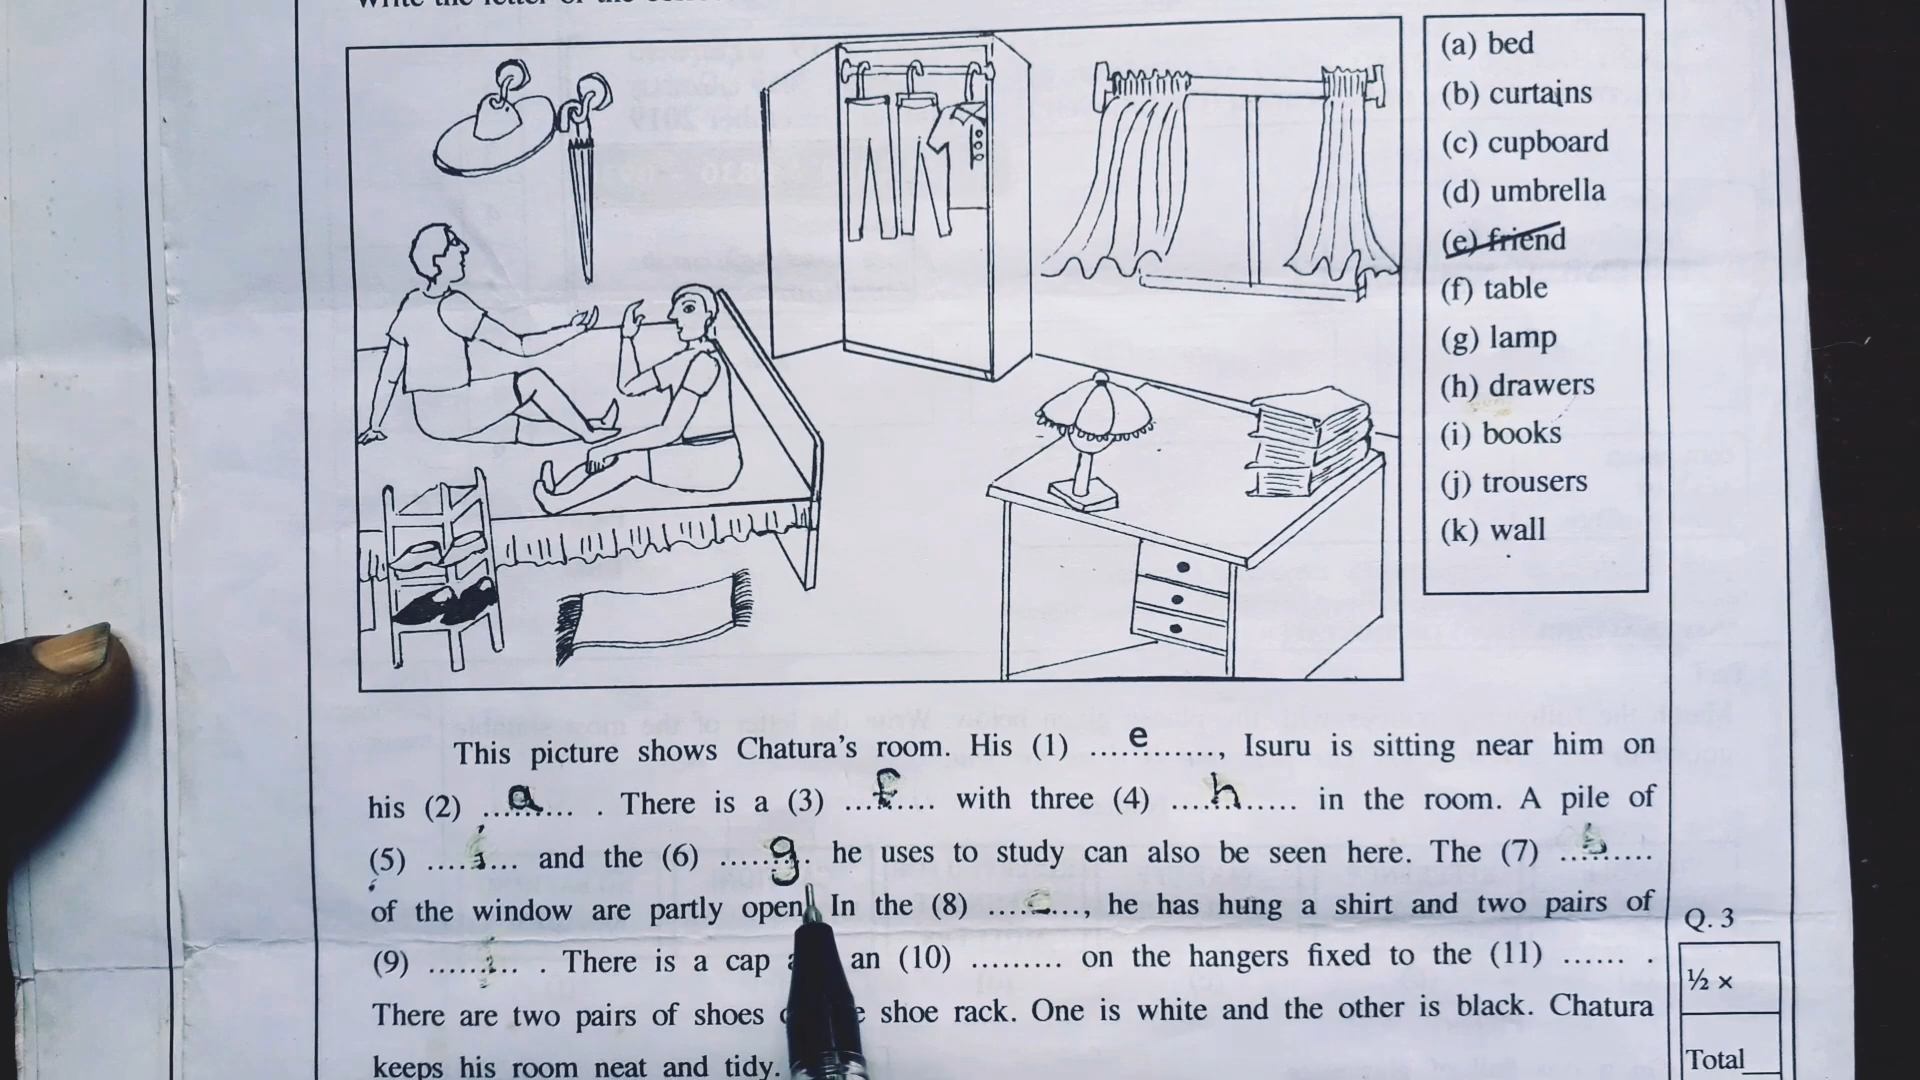 (a) bed
(b) curtains
(c) cupboard
(d) umbrella
(e) friend
(f) table
(g) lamp
(h) drawers
(i) books
(j) trousers
(k) wall
This picture shows Chatura's room. His (1) ....e........, Isuru is sitting near him on
his (2) ...a...... . There is a (3) ...f...... with three (4) ....h....... in the room. A pile of
(5) ....i.... and the (6) ......g.. he uses to study can also be seen here. The (7) ...b......
of the window are partly open. In the (8) ....c...., he has hung a shirt and two pairs of
(9) ......j... . There is a cap an (10) ......... on the hangers fixed to the (11) ...... .
There are two pairs of shoes shoe rack. One is white and the other is black. Chatura
keeps his room neat and tidy.
Q. 3
½ ×
Total